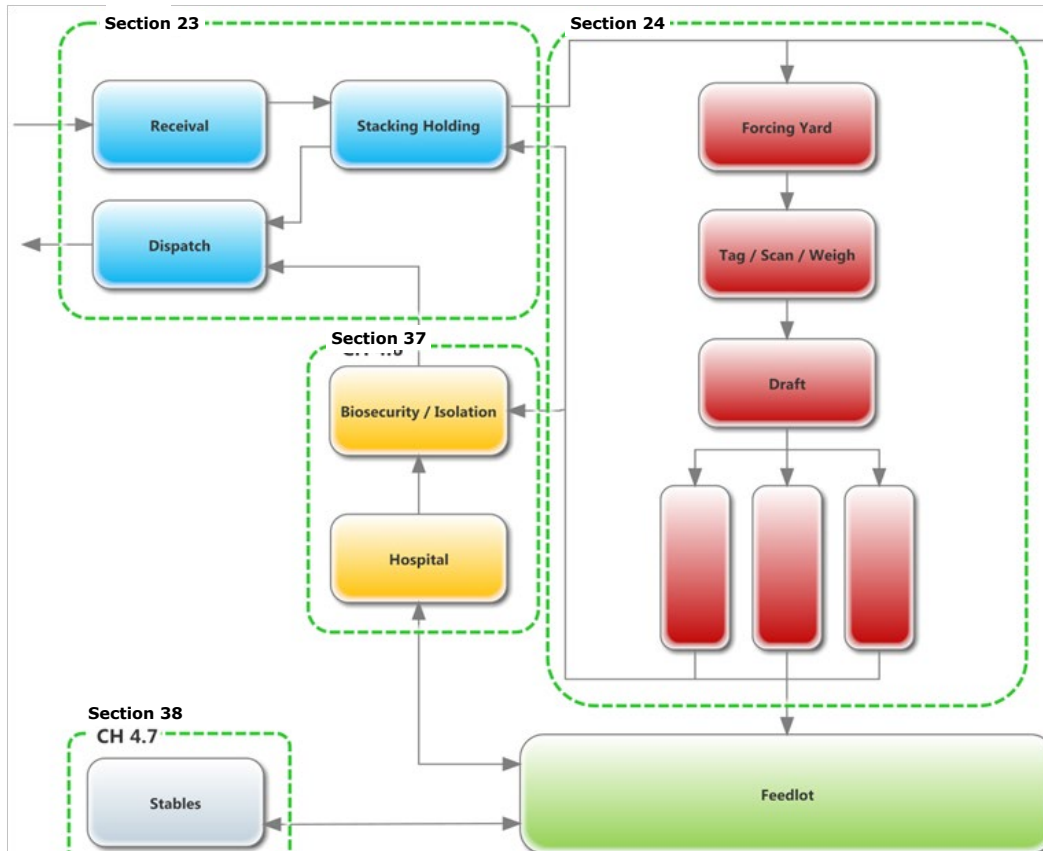 Section 23
Section 24
Receival
Stacking Holding
Forcing Yard
Dispatch
Tag / Scan / Weigh
Section 37
Draft
Biosecurity / Isolation
Hospital
Section 38
CH 4.7
Stables
Feedlot